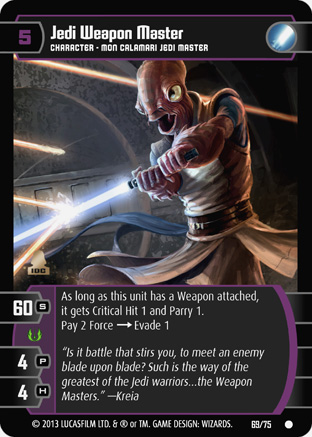 5
Jedi Weapon Master
CHARACTER - MON CALAMARI JEDI MASTER
IDC
60 S
As long as this unit has a Weapon attached,
it gets Critical Hit 1 and Parry 1.
Pay 2 Force → Evade 1
4 P
“Is it battle that stirs you, to meet an enemy
blade upon blade? Such is the way of the
greatest of the Jedi warriors...the Weapon
4 H
Masters.” —Kreia
© 2013 LUCASFILM LTD. & ® or TM. GAME DESIGN: WIZARDS. 69/75